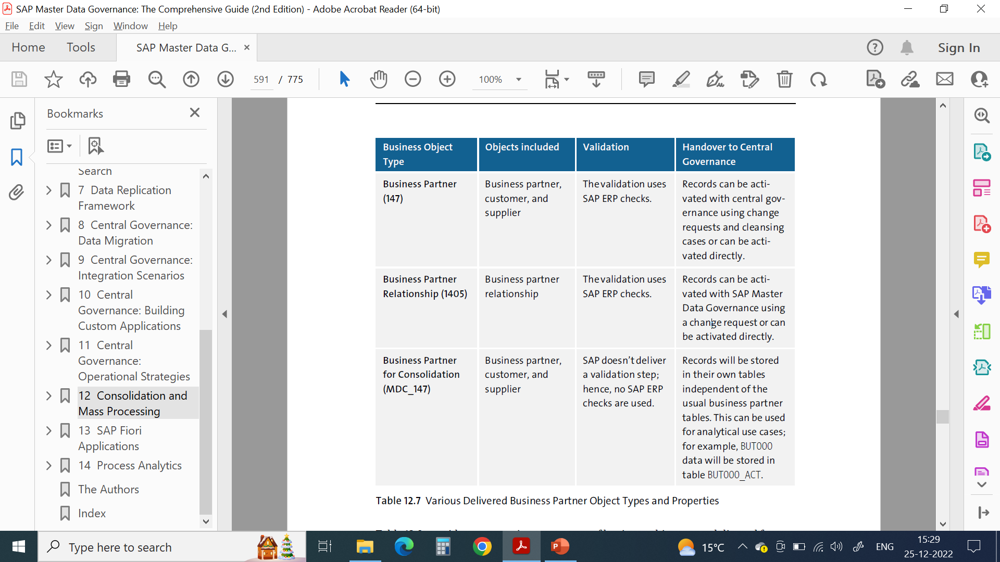 SAP Master Data Governance: The Comprehensive Guide (2nd Edition) - Adobe Acrobat Reader (64-bit)
File Edit View Sign Window Help
Home Tools SAP Master Data G... Sign In
591 / 775 100%
Bookmarks
Search
7 Data Replication
Framework
8 Central Governance:
Data Migration
9 Central Governance:
Integration Scenarios
10 Central
Governance: Building
Custom Applications
11 Central
Governance:
Operational Strategies
12 Consolidation and
Mass Processing
13 SAP Fiori
Applications
14 Process Analytics
The Authors
Index
Business Object
Type
Objects included
Validation
Handover to Central
Governance
Business Partner
(147)
Business partner,
customer, and
supplier
The validation uses
SAP ERP checks.
Records can be acti-
vated with central gov-
ernance using change
requests and cleansing
cases or can be acti-
vated directly.
Business Partner
Relationship (1405)
Business partner
relationship
The validation uses
SAP ERP checks.
Records can be acti-
vated with SAP Master
Data Governance using
a change request or can
be activated directly.
Business Partner
for Consolidation
(MDC_147)
Business partner,
customer, and
supplier
SAP doesn't deliver
a validation step;
hence, no SAP ERP
checks are used.
Records will be stored
in their own tables
independent of the
usual business partner
tables. This can be used
for analytical use cases;
for example, BUT000
data will be stored in
table BUT000_ACT.
Table 12.7 Various Delivered Business Partner Object Types and Properties
Type here to search
15°C
ENG
15:29
25-12-2022